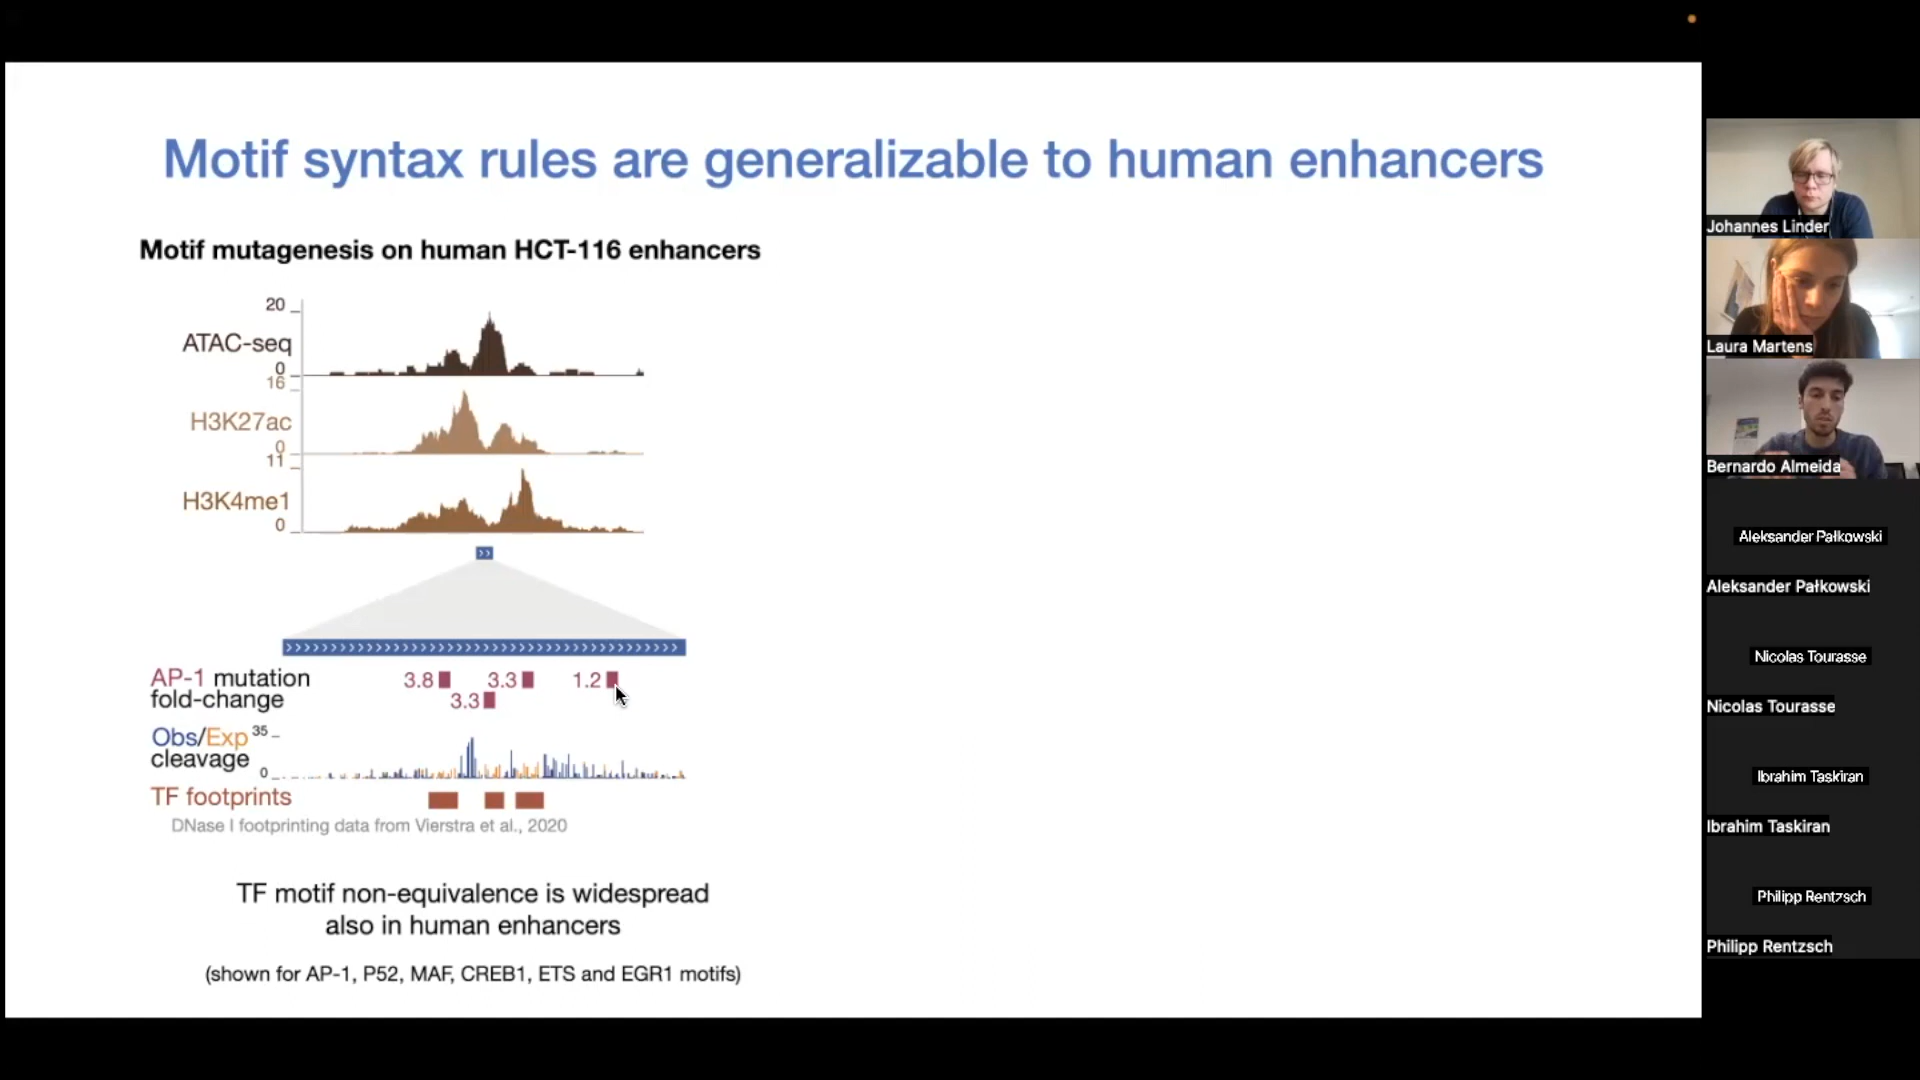 Motif syntax rules are generalizable to human enhancers
Motif mutagenesis on human HCT-116 enhancers
20
ATAC-seq
0
16
H3K27ac
0
11
H3K4me1
0
AP-1 mutation
fold-change
3.8
3.3
3.3
1.2
Obs/Exp
cleavage
35
0
TF footprints
DNase I footprinting data from Vierstra et al., 2020
TF motif non-equivalence is widespread
also in human enhancers
(shown for AP-1, P52, MAF, CREB1, ETS and EGR1 motifs)
Johannes Linder
Laura Martens
Bernardo Almeida
Aleksander Pałkowski
Aleksander Pałkowski
Nicolas Tourasse
Nicolas Tourasse
Ibrahim Taskiran
Ibrahim Taskiran
Philipp Rentzsch
Philipp Rentzsch